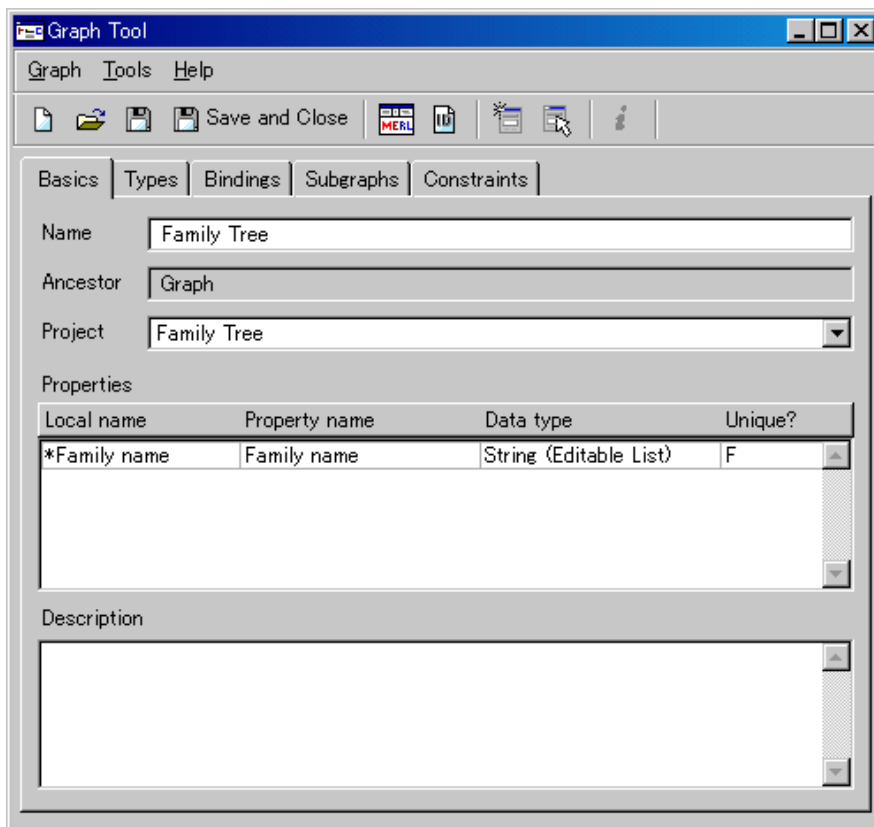 Graph Tool
Graph Tools Help
Save and Close MERL ID i
Basics Types Bindings Subgraphs Constraints
Name Family Tree
Ancestor Graph
Project Family Tree
Properties
Local name Property name Data type Unique?
*Family name Family name String (Editable List) F
Description